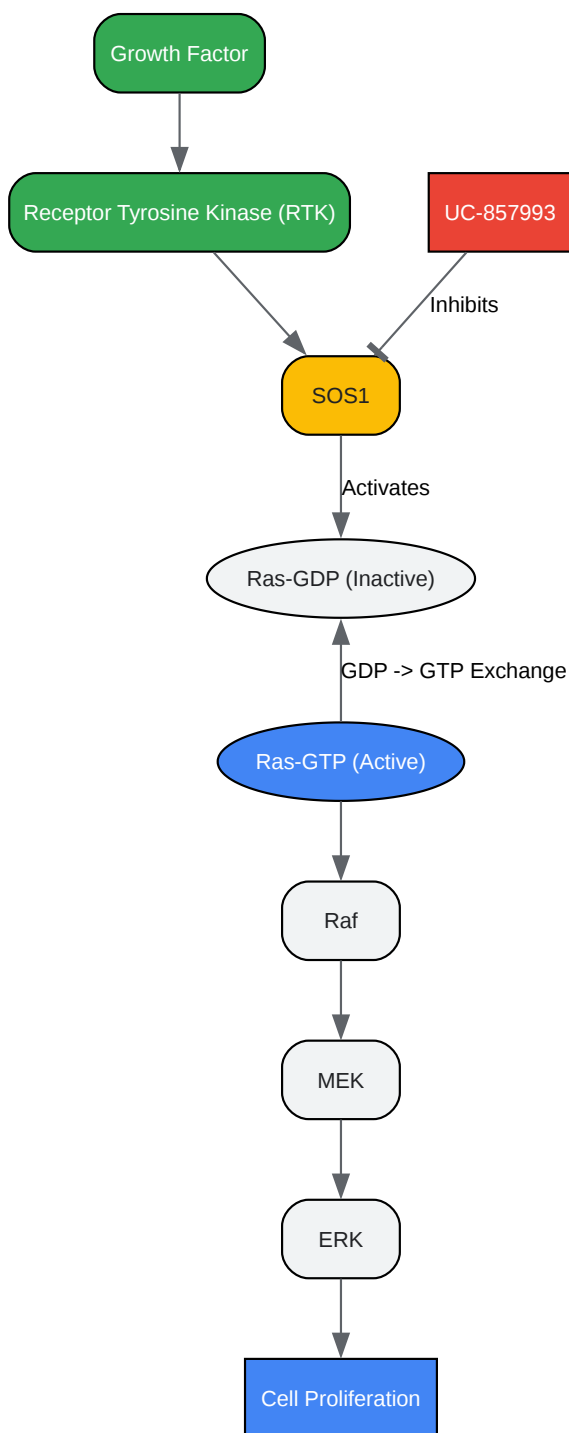 Growth Factor
Receptor Tyrosine Kinase (RTK)
UC-857993
Inhibits
SOS1
Activates
Ras-GDP (Inactive)
GDP -> GTP Exchange
Ras-GTP (Active)
Raf
MEK
ERK
Cell Proliferation